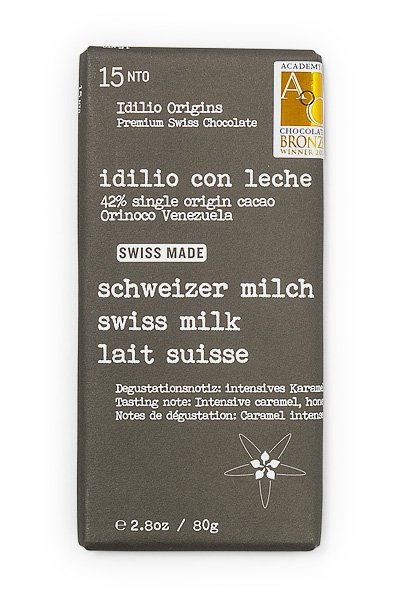 15 NTO
Idilio Origins
Premium Swiss Chocolate
ACADEMY
A
C
CHOCOLATE
BRONZE
WINNER
idilio con leche
42% single origin cacao
Orinoco Venezuela
SWISS MADE
schweizer milch
swiss milk
lait suisse
Degustationsnotiz: intensives
Tasting note: Intensive caramel,
Notes de dégustation: Caramel
e 2.8oz / 80g